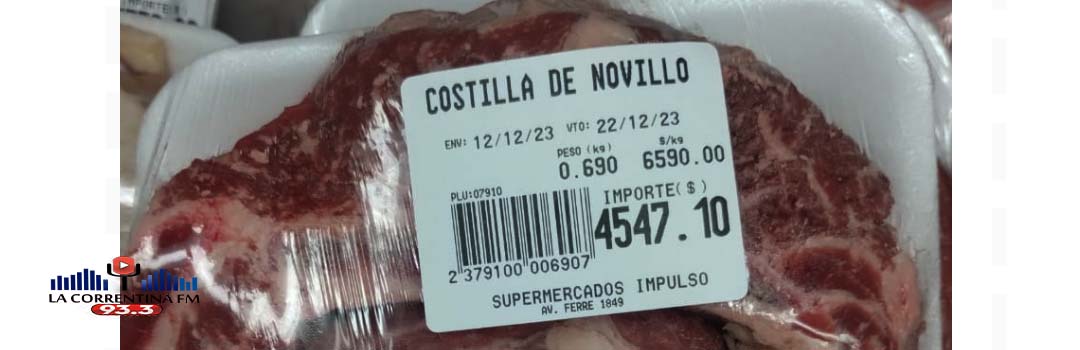 IMPORTE($)
COSTILLA DE NOVILLO
ENV: 12/12/23 VTO: 22/12/23
PESO (kg) $/kg
0.690 6590.00
PLU:07910
IMPORTE($)
4547.10
2 379100 006907
SUPERMERCADOS IMPULSO
AV. FERRE 1849
LA CORRENTINA FM
93.3